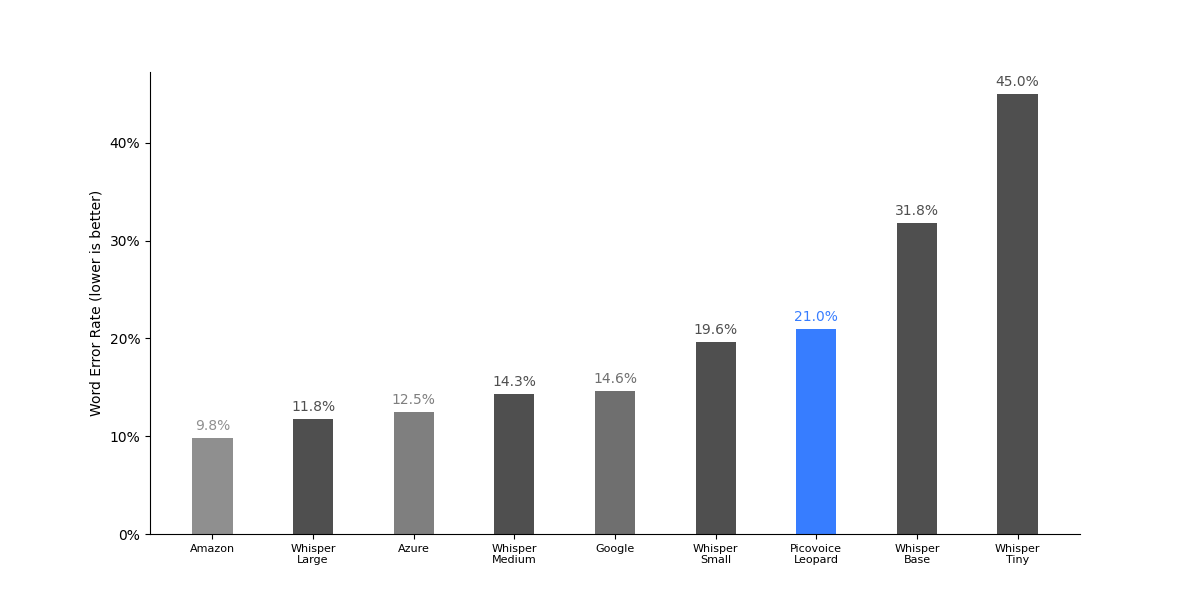 45.0%
40%
31.8%
30%
21.0%
20%
19.6%
14.3%
14.6%
12.5%
11.8%
9.8%
10%
0%
Word Error Rate (lower is better)
Amazon
Whisper
Large
Azure
Whisper
Medium
Google
Whisper
Small
Picovoice
Leopard
Whisper
Base
Whisper
Tiny